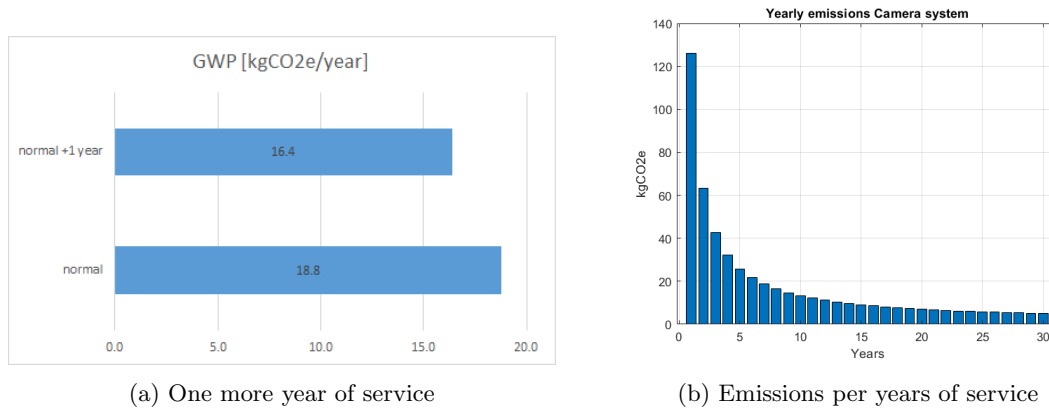 GWP [kgCO2e/year]
normal +1 year
16.4
normal
18.8
0.0 5.0 10.0 15.0 20.0
(a) One more year of service
Yearly emissions Camera system
140
120
100
80
60
40
20
0
kgCO2e
0 5 10 15 20 25 30
Years
(b) Emissions per years of service